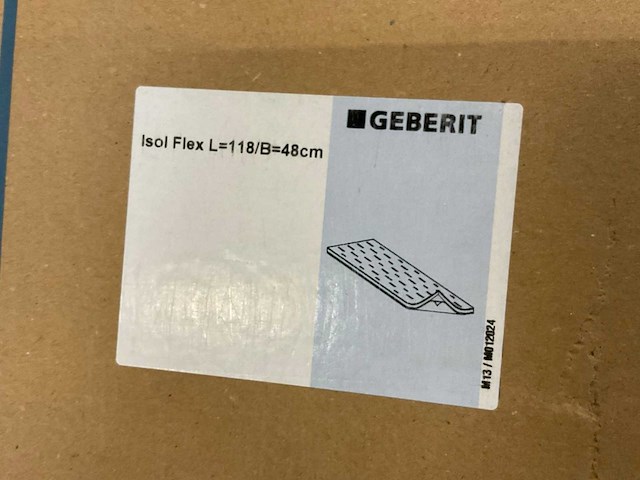 GEBERIT
Isol Flex L=118/B=48cm
M13 / M012024